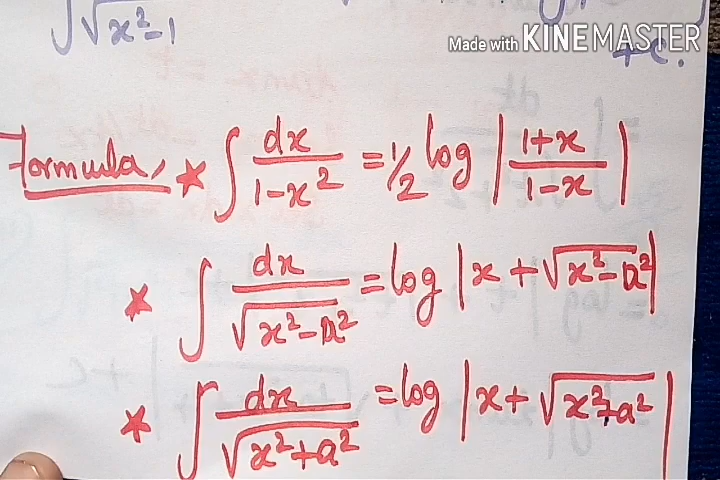 ∫√x²-1
+c.
Made with KINEMASTER
Formula, * ∫ dx/1-x² = 1/2 log |1+x/1-x|
* ∫ dx/√x²-a² = log |x + √x²-a²|
* ∫ dx/√x²+a² = log |x + √x²+a²|